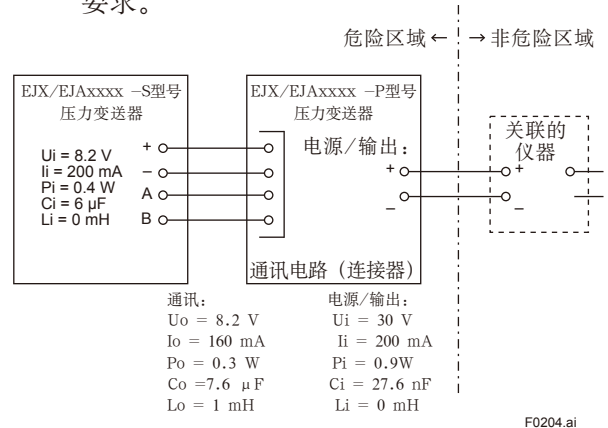 要求。
危险区域← → 非危险区域
EJX/EJAxxxx -S型号
压力变送器
Ui = 8.2 V
Ii = 200 mA
Pi = 0.4 W
Ci = 6 µF
Li = 0 mH
+
–
A
B
EJX/EJAxxxx -P型号
压力变送器
电源/输出：
+
–
通讯电路（连接器）
关联的
仪器
+
–
通讯：
Uo = 8.2 V
Io = 160 mA
Po = 0.3 W
Co =7.6 µF
Lo = 1 mH
电源/输出：
Ui = 30 V
Ii = 200 mA
Pi = 0.9W
Ci = 27.6 nF
Li = 0 mH
F0204.ai